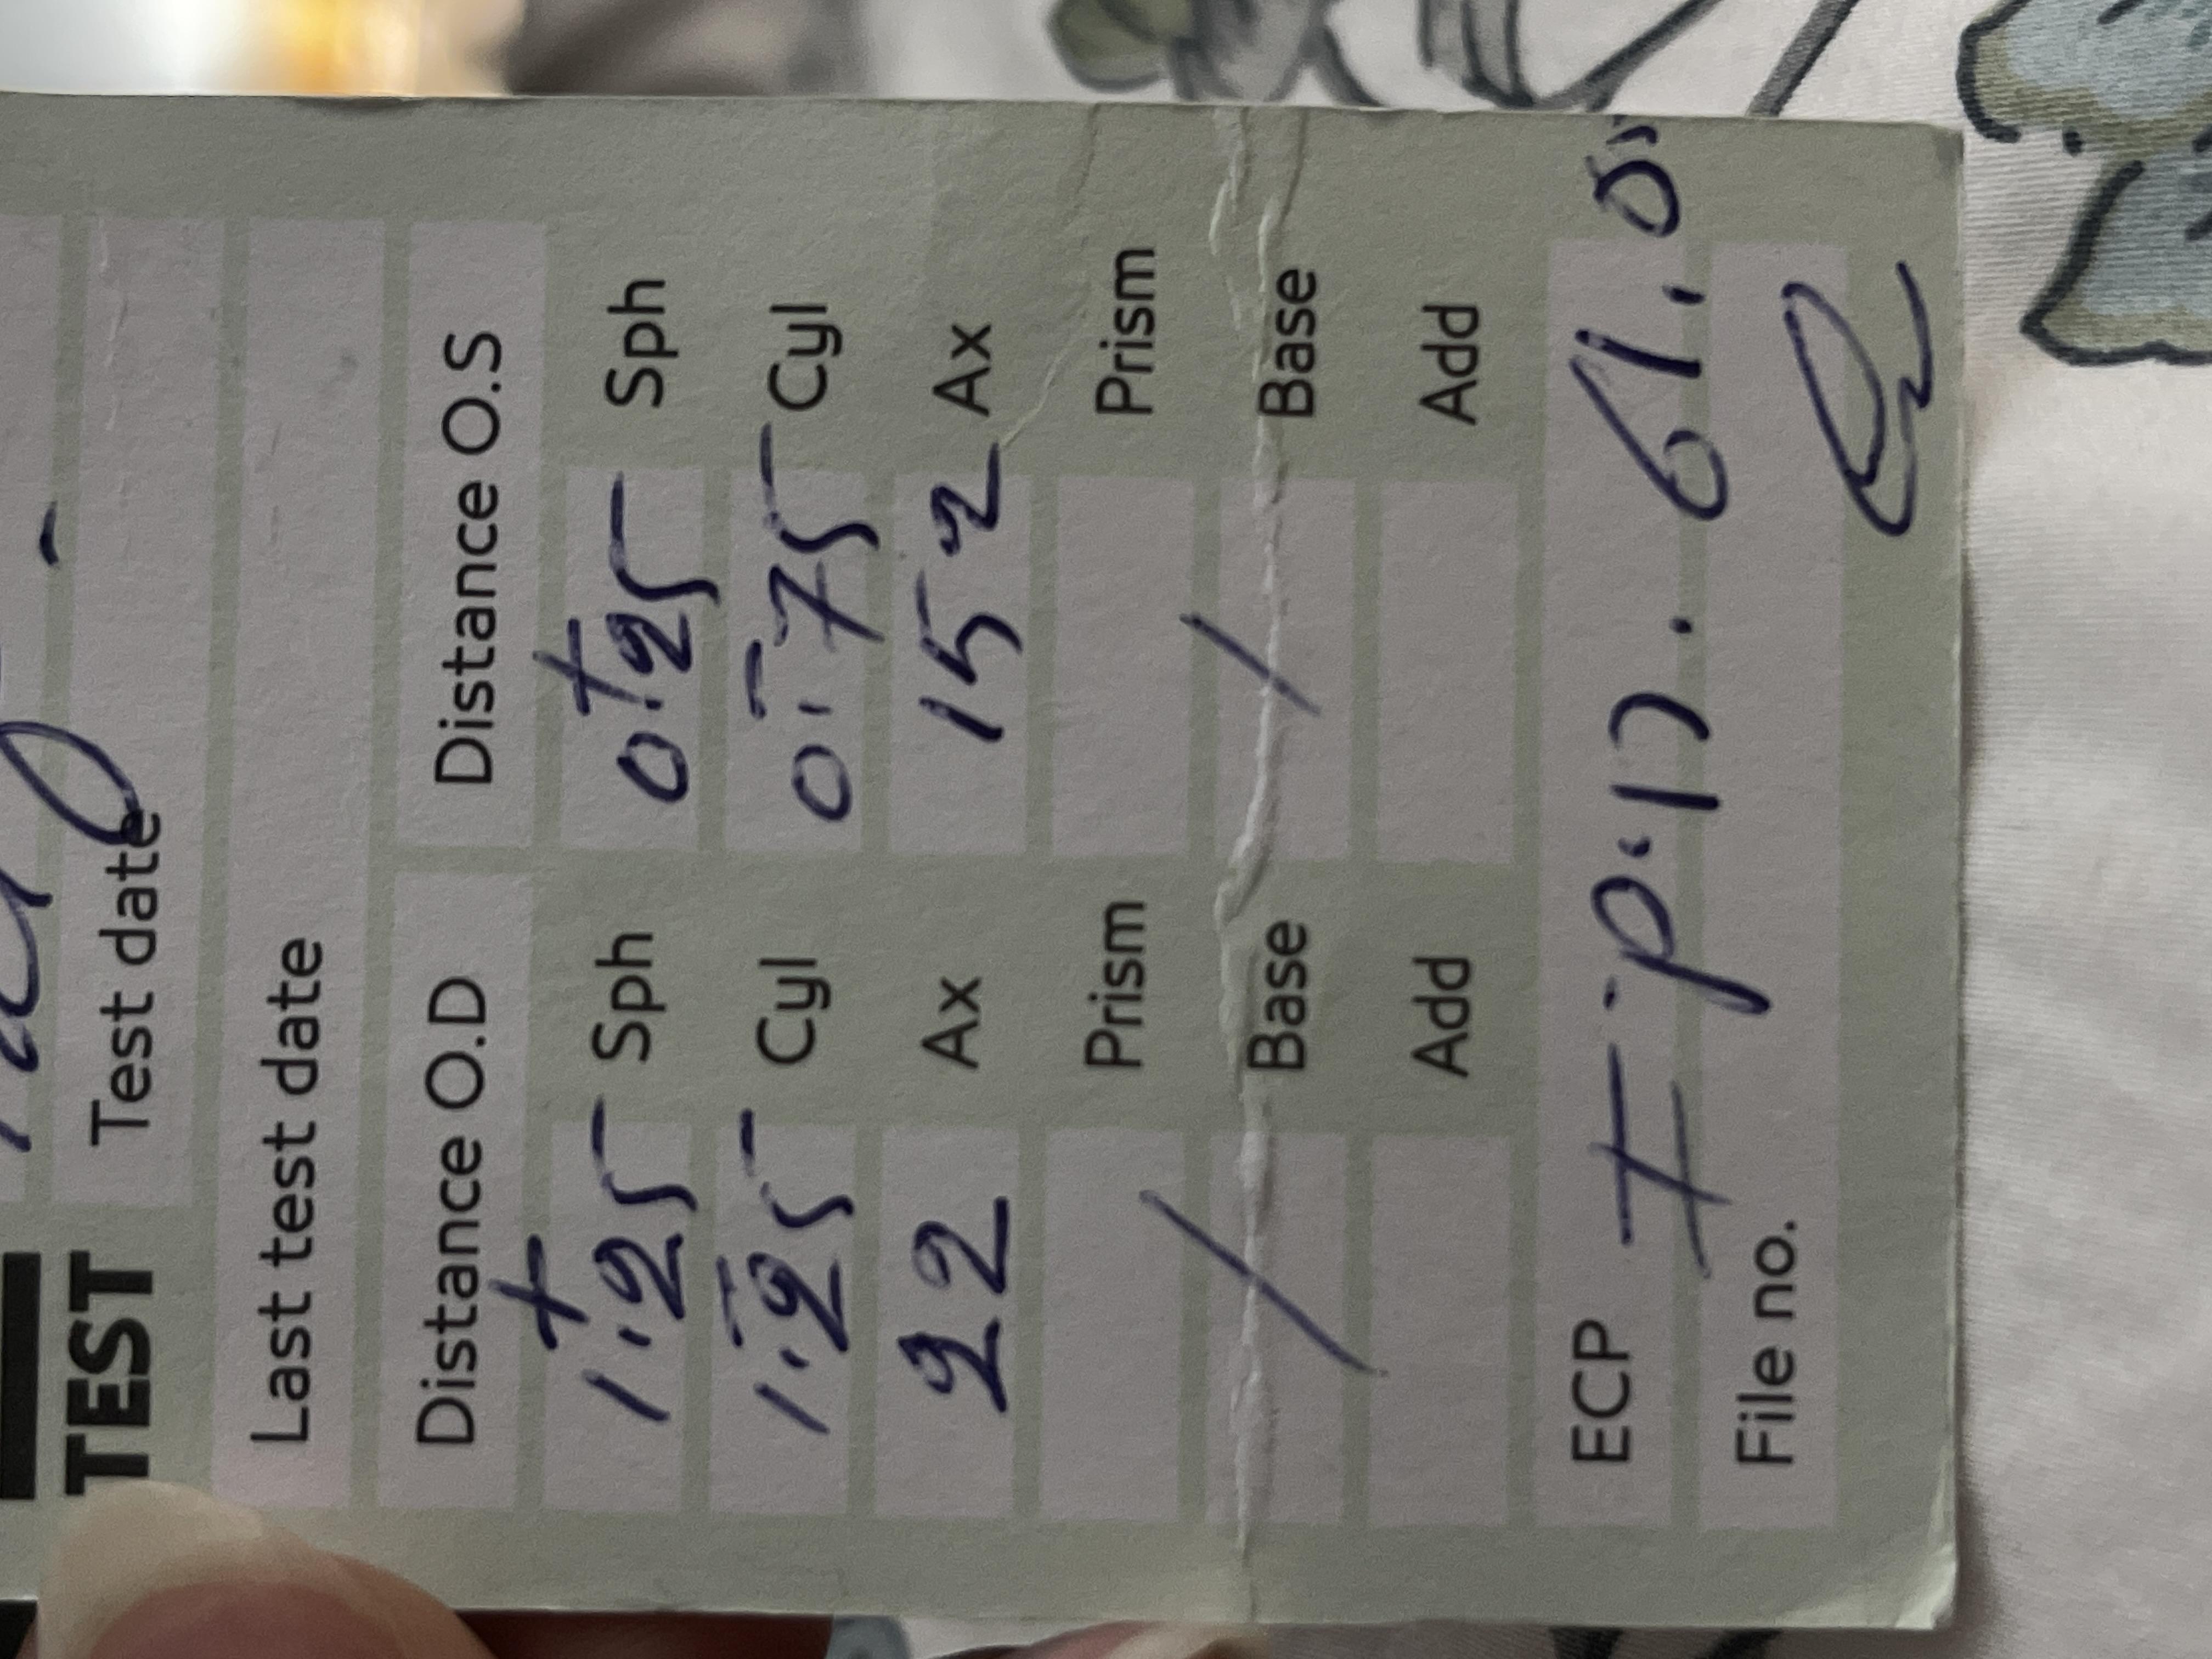 TEST
Test date
Last test date
Distance O.D Distance O.S
+ +
1.25 Sph 0.25 Sph
- -
1.25 Cyl 0.75 Cyl
22 Ax 152 Ax
Prism Prism
/ Base / Base
Add Add
ECP
File no.
61.0